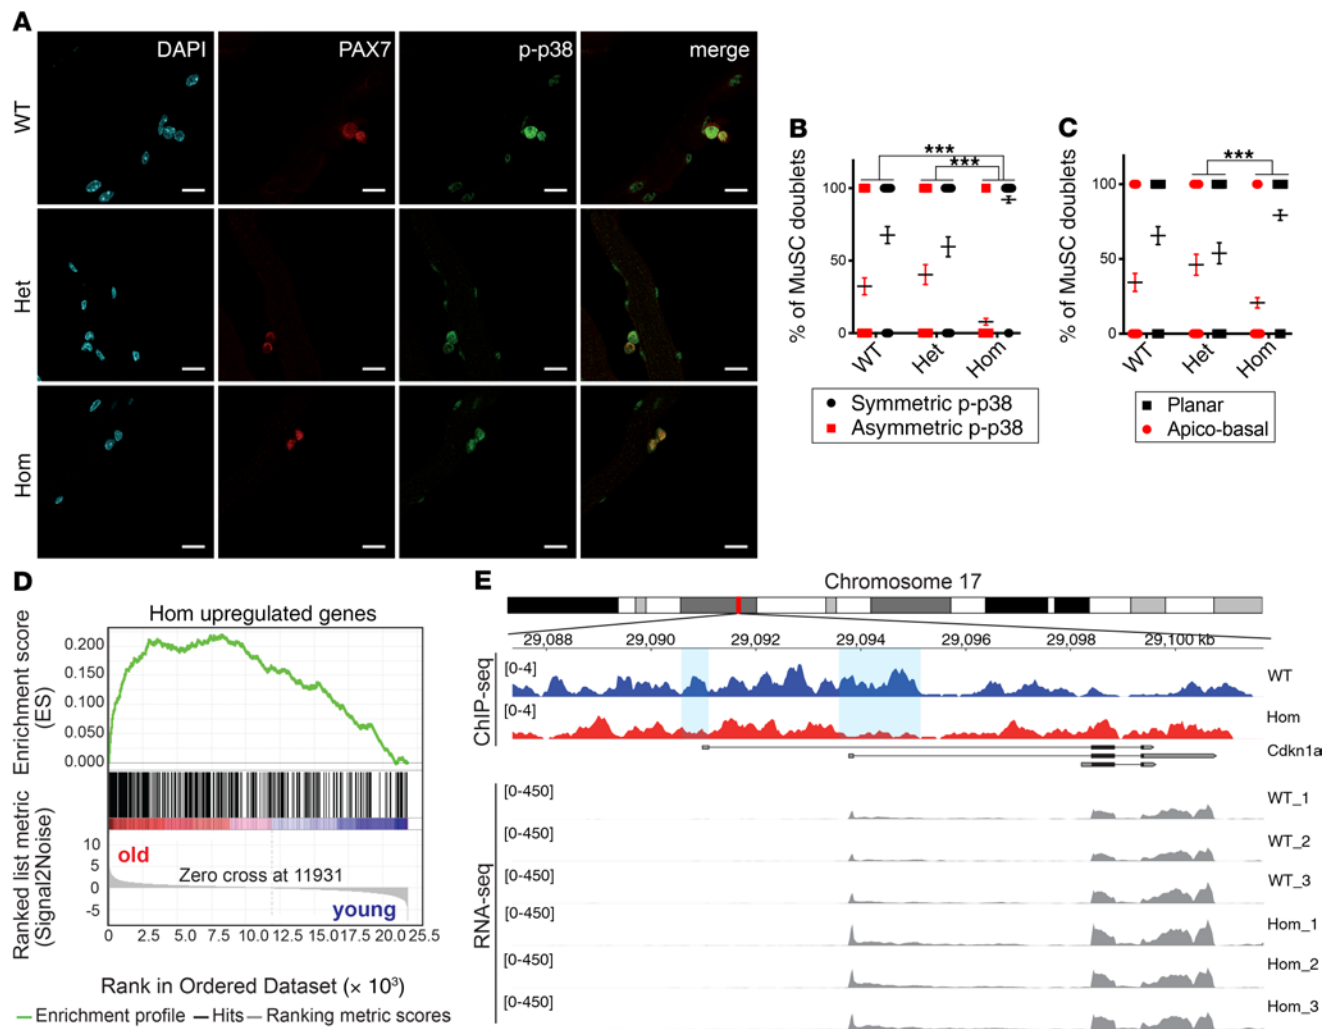 A
DAPI
PAX7
p-p38
merge
WT
Het
Hom
B
% of MuSC doublets
100
50
0
***
***
WT
Het
Hom
Symmetric p-p38
Asymmetric p-p38
C
% of MuSC doublets
100
50
0
***
WT
Het
Hom
Planar
Apico-basal
D
Hom upregulated genes
Enrichment score
(ES)
0.200
0.150
0.100
0.050
0.000
Ranked list metric
(Signal2Noise)
10
5
0
-5
old
Zero cross at 11931
young
0 2.5 5.0 7.5 10.0 12.5 15.0 17.5 20.0 25.5
Rank in Ordered Dataset (× 10³)
Enrichment profile Hits Ranking metric scores
E
Chromosome 17
29,088 29,090 29,092 29,094 29,096 29,098 29,100 kb
ChIP-seq
[0-4] WT
[0-4] Hom
Cdkn1a
RNA-seq
[0-450] WT_1
[0-450] WT_2
[0-450] WT_3
[0-450] Hom_1
[0-450] Hom_2
[0-450] Hom_3